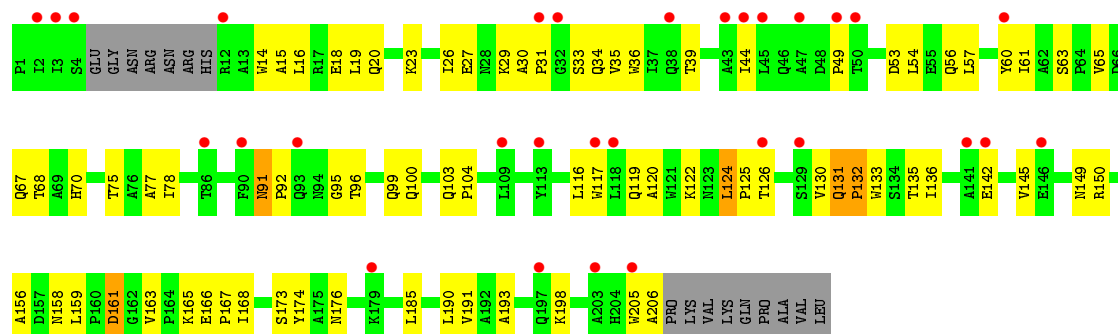 P1 I2 I3 S4 GLU GLY ASN ARG ASN ARG HIS R12 A13 W14 A15 L16 R17 E18 L19 Q20 K23 I26 E27 N28 K29 A30 P31 G32 S33 Q34 V35 W36 I37 Q38 T39 A43 I44 L45 Q46 A47 D48 P49 T50 D53 L54 E55 Q56 L57 Y60 I61 A62 S63 P64 V65 D66
Q67 T68 A69 H70 T75 A76 A77 I78 T86 F90 N91 P92 Q93 N94 G95 T96 Q99 Q100 Q103 P104 L109 Y113 L116 W117 L118 Q119 A120 W121 K122 N123 L124 P125 T126 S129 V130 Q131 P132 W133 S134 T135 I136 A141 E142 V145 E146 N149 R150
A156 D157 N158 L159 P160 D161 G162 V163 P164 K165 E166 P167 I168 S173 Y174 A175 N176 K179 L185 L190 V191 A192 A193 Q197 K198 A203 H204 W205 A206 PRO LYS VAL LYS GLN PRO ALA VAL LEU